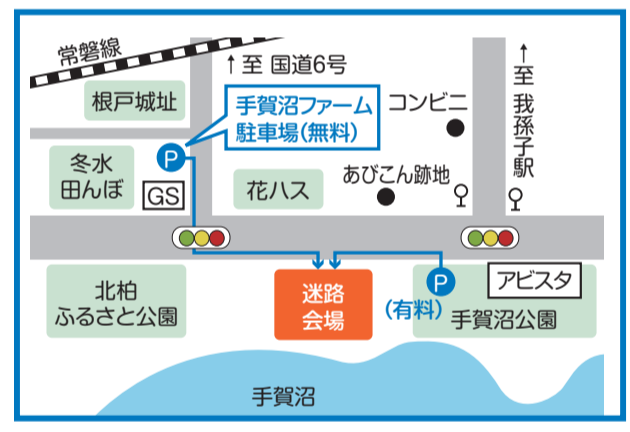 常磐線
↑至 国道6号
↑至 我孫子駅
根戸城址
手賀沼ファーム
駐車場(無料)
コンビニ
冬水
田んぼ
P
GS
花ハス
あびこん跡地
北柏
ふるさと公園
迷路
会場
P
(有料)
アビスタ
手賀沼公園
手賀沼